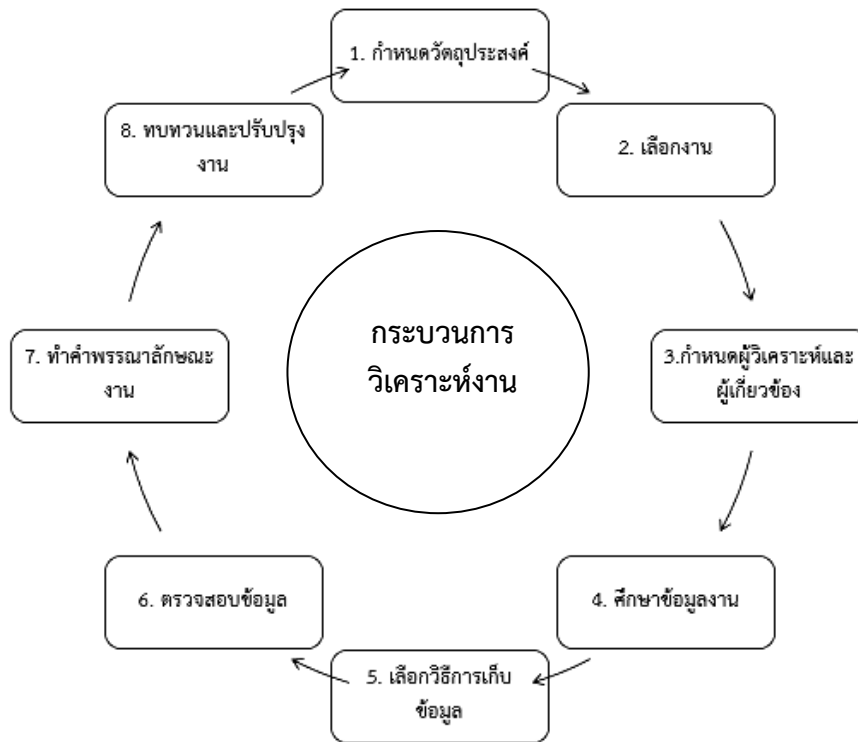 1. กำหนดวัตถุประสงค์
2. เลือกงาน
3.กำหนดผู้วิเคราะห์และ
ผู้เกี่ยวข้อง
4. ศึกษาข้อมูลงาน
5. เลือกวิธีการเก็บ
ข้อมูล
6. ตรวจสอบข้อมูล
7. ทำคำพรรณาลักษณะ
งาน
8. ทบทวนและปรับปรุง
งาน
กระบวนการ
วิเคราะห์งาน